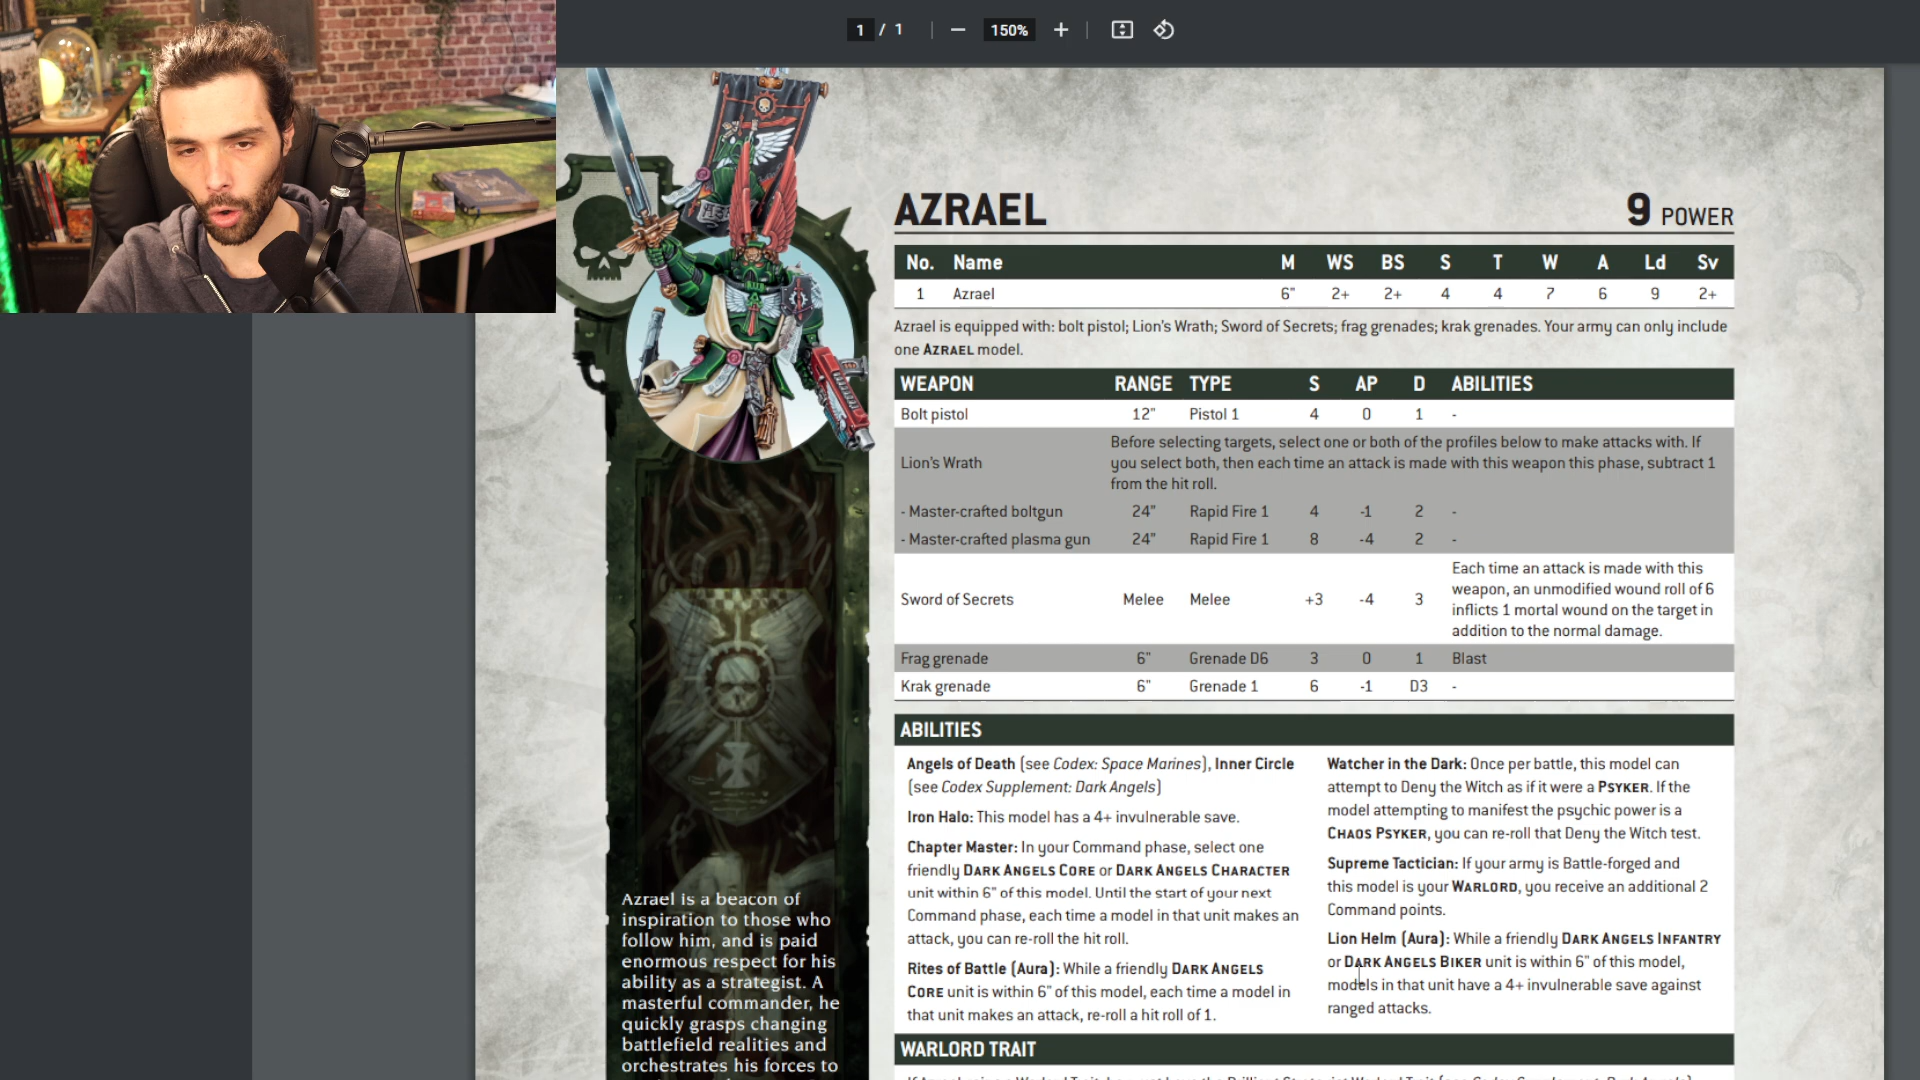 1 / 1 150%
AZRAEL
9 POWER
No. Name M WS BS S T W A Ld Sv
1 Azrael 6" 2+ 2+ 4 4 7 6 9 2+
Azrael is equipped with: bolt pistol; Lion's Wrath; Sword of Secrets; frag grenades; krak grenades. Your army can only include
one AZRAEL model.
WEAPON RANGE TYPE S AP D ABILITIES
Bolt pistol 12" Pistol 1 4 0 1 -
Lion's Wrath
Before selecting targets, select one or both of the profiles below to make attacks with. If
you select both, then each time an attack is made with this weapon this phase, subtract 1
from the hit roll.
- Master-crafted boltgun 24" Rapid Fire 1 4 -1 2 -
- Master-crafted plasma gun 24" Rapid Fire 1 8 -4 2 -
Sword of Secrets Melee Melee +3 -4 3
Each time an attack is made with this
weapon, an unmodified wound roll of 6
inflicts 1 mortal wound on the target in
addition to the normal damage.
Frag grenade 6" Grenade D6 3 0 1 Blast
Krak grenade 6" Grenade 1 6 -1 D3 -
ABILITIES
Angels of Death (see Codex: Space Marines), Inner Circle
(see Codex Supplement: Dark Angels)
Iron Halo: This model has a 4+ invulnerable save.
Chapter Master: In your Command phase, select one
friendly DARK ANGELS CORE or DARK ANGELS CHARACTER
unit within 6" of this model. Until the start of your next
Command phase, each time a model in that unit makes an
attack, you can re-roll the hit roll.
Rites of Battle (Aura): While a friendly DARK ANGELS
CORE unit is within 6" of this model, each time a model in
that unit makes an attack, re-roll a hit roll of 1.
Watcher in the Dark: Once per battle, this model can
attempt to Deny the Witch as if it were a PSYKER. If the
model attempting to manifest the psychic power is a
CHAOS PSYKER, you can re-roll that Deny the Witch test.
Supreme Tactician: If your army is Battle-forged and
this model is your WARLORD, you receive an additional 2
Command points.
Lion Helm (Aura): While a friendly DARK ANGELS INFANTRY
or DARK ANGELS BIKER unit is within 6" of this model,
models in that unit have a 4+ invulnerable save against
ranged attacks.
WARLORD TRAIT
Azrael is a beacon of
inspiration to those who
follow him, and is paid
enormous respect for his
ability as a strategist. A
masterful commander, he
quickly grasps changing
battlefield realities and
orchestrates his forces to